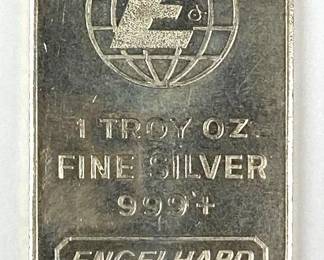 E
1 TROY OZ.
FINE SILVER
999+
ENGELHARD